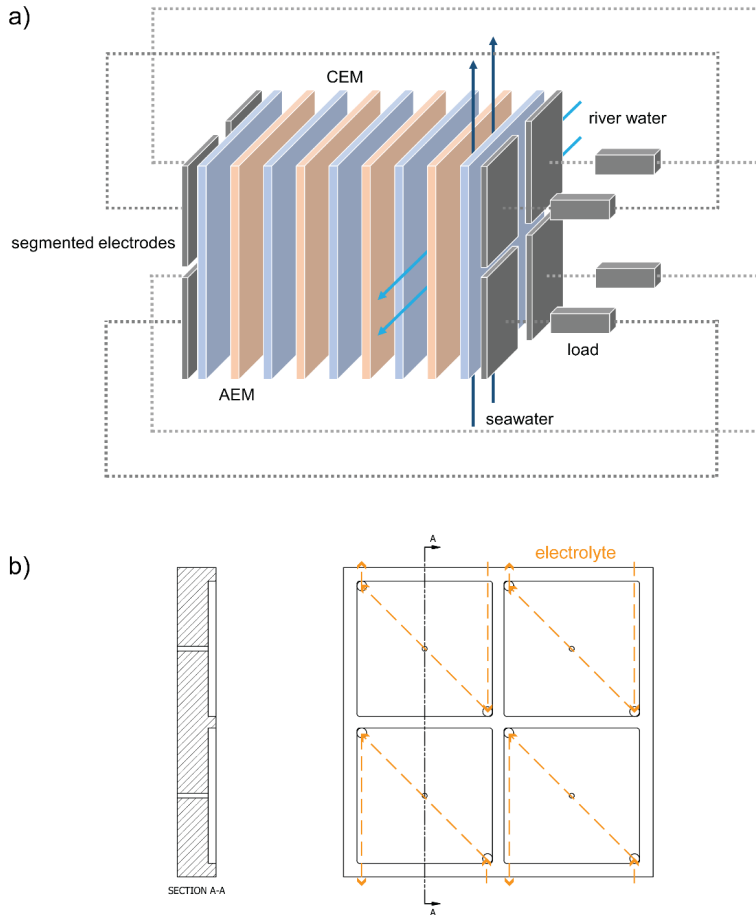 a)
CEM
river water
segmented electrodes
load
AEM
seawater
b)
A
electrolyte
SECTION A-A
A